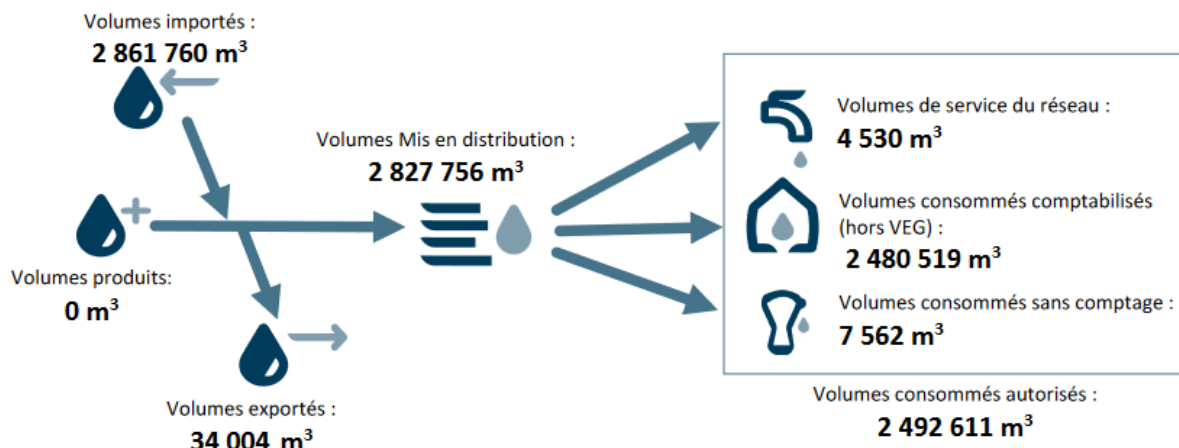 Volumes importés :
2 861 760 m³
Volumes produits:
0 m³
Volumes exportés :
34 004 m³
Volumes Mis en distribution :
2 827 756 m³
Volumes de service du réseau :
4 530 m³
Volumes consommés comptabilisés
(hors VEG) :
2 480 519 m³
Volumes consommés sans comptage :
7 562 m³
Volumes consommés autorisés :
2 492 611 m³